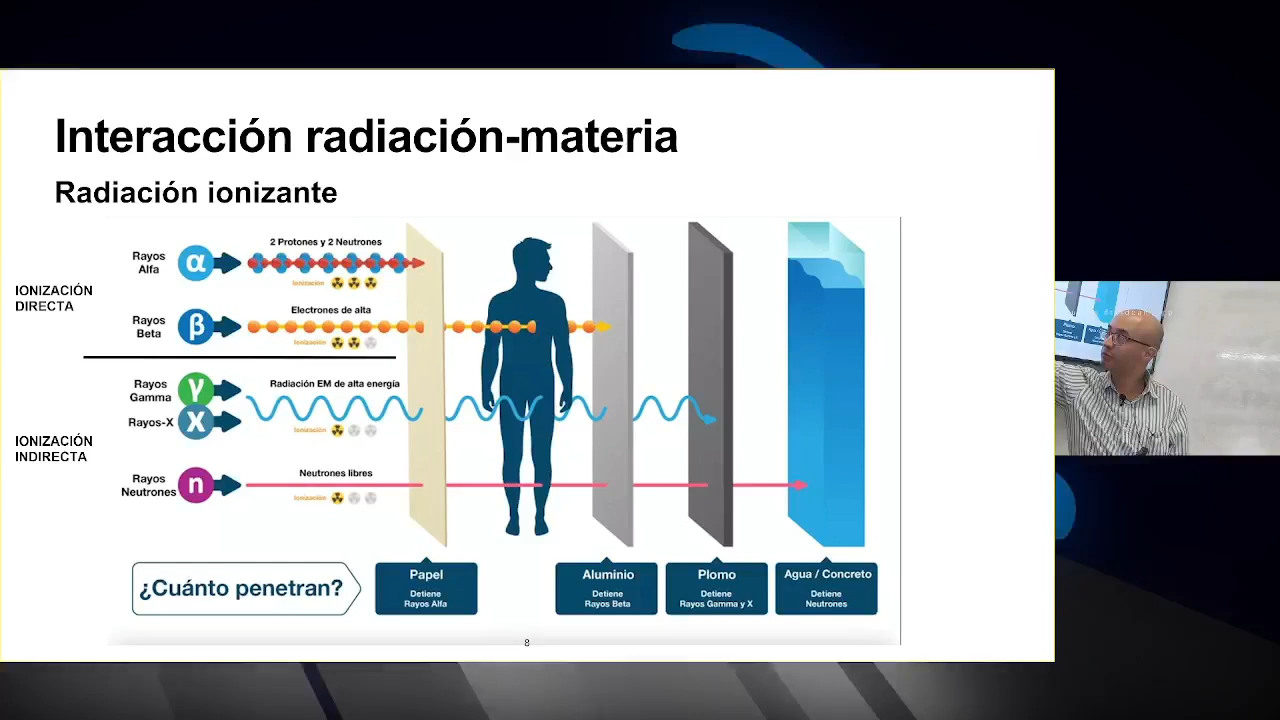 Interacción radiación-materia
Radiación ionizante
IONIZACIÓN
DIRECTA
Rayos
Alfa
α
2 Protones y 2 Neutrones
Ionización
Rayos
Beta
β
Electrones de alta
Ionización
IONIZACIÓN
INDIRECTA
Rayos
Gamma
γ
Radiación EM de alta energía
Rayos-X
X
Ionización
Rayos
Neutrones
n
Neutrones libres
Ionización
¿Cuánto penetran?
Papel
Detiene
Rayos Alfa
Aluminio
Detiene
Rayos Beta
Plomo
Detiene
Rayos Gamma y X
Agua / Concreto
Detiene
Neutrones
8
Plomo